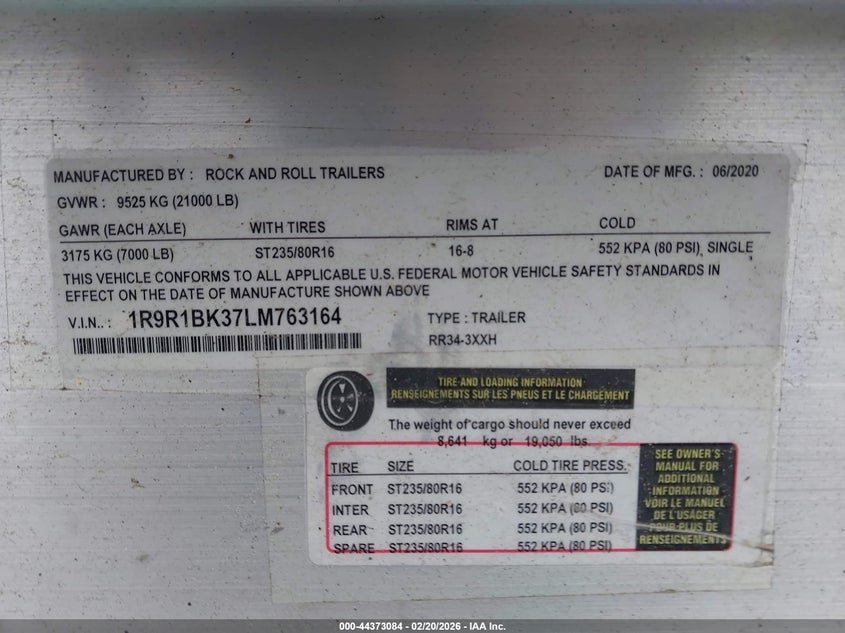 MANUFACTURED BY : ROCK AND ROLL TRAILERS DATE OF MFG. : 06/2020
GVWR : 9525 KG (21000 LB)
GAWR (EACH AXLE) WITH TIRES RIMS AT COLD
3175 KG (7000 LB) ST235/80R16 16-8 552 KPA (80 PSI), SINGLE
THIS VEHICLE CONFORMS TO ALL APPLICABLE U.S. FEDERAL MOTOR VEHICLE SAFETY STANDARDS IN
EFFECT ON THE DATE OF MANUFACTURE SHOWN ABOVE
V.I.N.. : 1R9R1BK37LM763164 TYPE : TRAILER
RR34-3XXH
TIRE AND LOADING INFORMATION
RENSEIGNEMENTS SUR LES PNEUS ET LE CHARGEMENT
The weight of cargo should never exceed
8,641 kg or 19,050 lbs
TIRE SIZE COLD TIRE PRESS.
FRONT ST235/80R16 552 KPA (80 PSI)
INTER ST235/80R16 552 KPA (80 PSI)
REAR ST235/80R16 552 KPA (80 PSI)
SPARE ST235/80R16 552 KPA (80 PSI)
SEE OWNER'S
MANUAL FOR
ADDITIONAL
INFORMATION
VOIR LE MANUEL
DE L'USAGER
POUR PLUS DE
RENSEIGNEMENTS
000-44373084 - 02/20/2026 - IAA Inc.